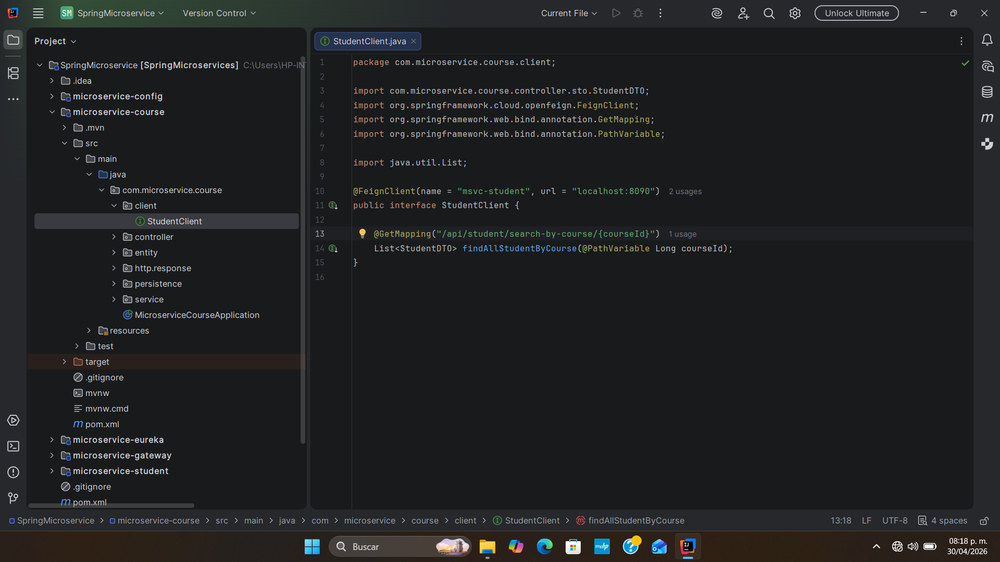 SM SpringMicroservice Version Control Current File Unlock Ultimate
Project
SpringMicroservice [SpringMicroservices] C:\Users\HP-IN
.idea
microservice-config
microservice-course
.mvn
src
main
java
com.microservice.course
client
StudentClient
controller
entity
http.response
persistence
service
MicroserviceCourseApplication
resources
test
target
.gitignore
mvnw
mvnw.cmd
pom.xml
microservice-eureka
microservice-gateway
microservice-student
.gitignore
pom.xml
StudentClient.java
1 package com.microservice.course.client;
2
3 import com.microservice.course.controller.sto.StudentDTO;
4 import org.springframework.cloud.openfeign.FeignClient;
5 import org.springframework.web.bind.annotation.GetMapping;
6 import org.springframework.web.bind.annotation.PathVariable;
7
8 import java.util.List;
9
10 @FeignClient(name = "msvc-student", url = "localhost:8090") 2 usages
11 public interface StudentClient {
12
13 @GetMapping("/api/student/search-by-course/{courseId}") 1 usage
14 List<StudentDTO> findAllStudentByCourse(@PathVariable Long courseId);
15 }
16
SpringMicroservice > microservice-course > src > main > java > com > microservice > course > client > StudentClient > findAllStudentByCourse 13:18 LF UTF-8 4 spaces
Buscar
08:18 p. m.
30/04/2026